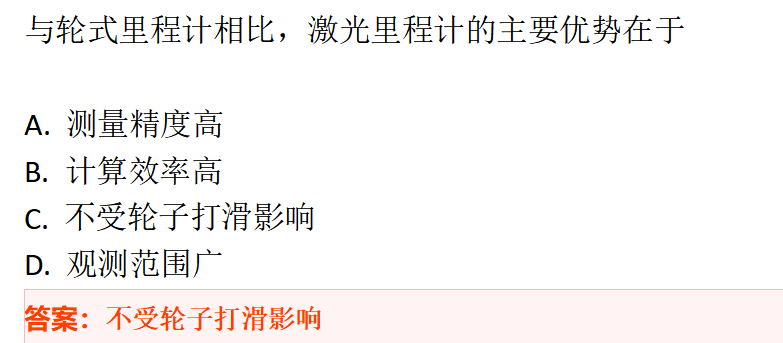 与轮式里程计相比，激光里程计的主要优势在于
A. 测量精度高
B. 计算效率高
C. 不受轮子打滑影响
D. 观测范围广
答案：不受轮子打滑影响